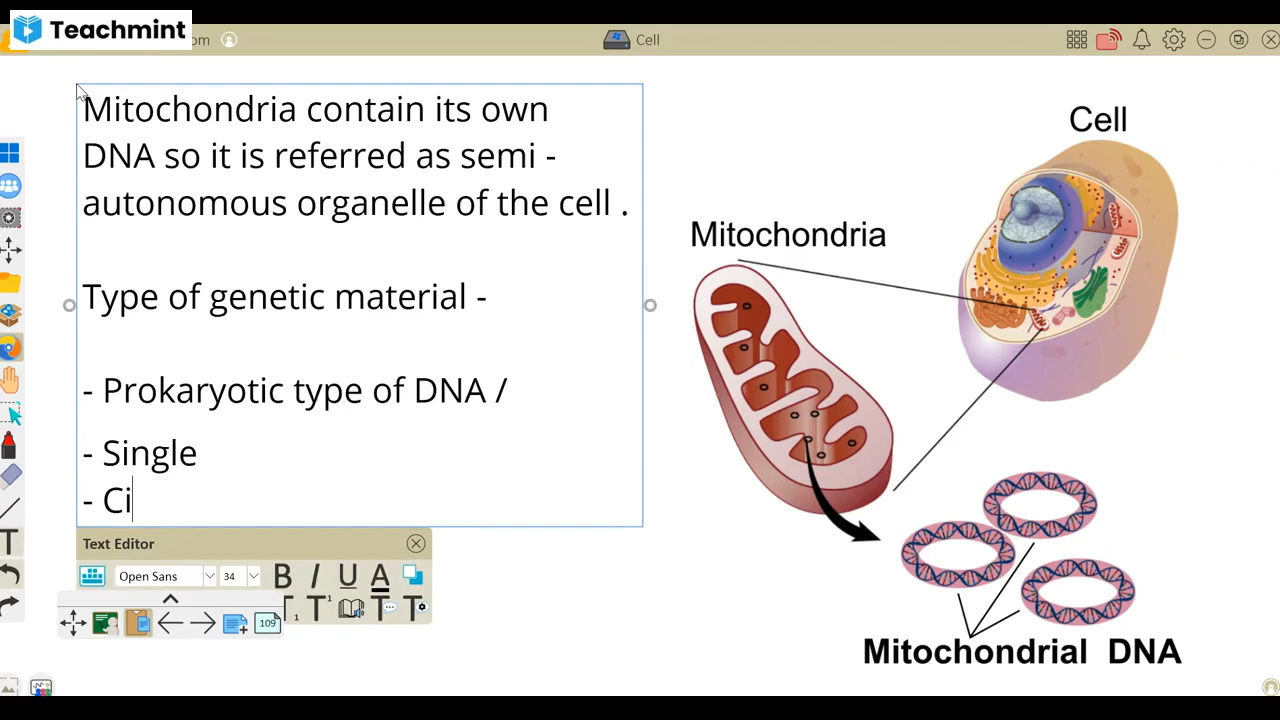 Teachmint
om
Cell
Mitochondria contain its own
DNA so it is referred as semi -
autonomous organelle of the cell .
Type of genetic material -
- Prokaryotic type of DNA /
- Single
- Ci
Cell
Mitochondria
Mitochondrial DNA
Text Editor
Open Sans
34
B I U A
109